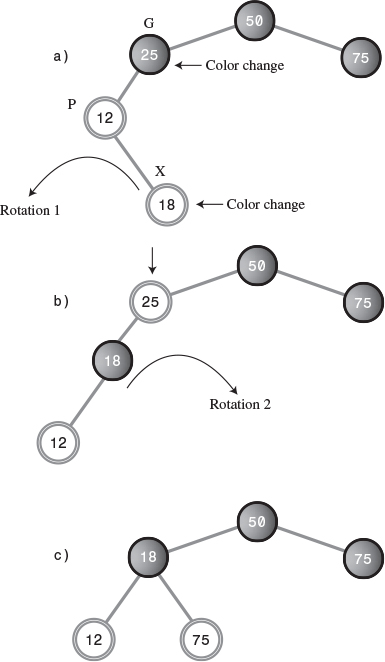 G
50
a)
25
75
Color change
P
12
X
18
Color change
Rotation 1
50
b)
25
75
18
Rotation 2
12
50
c)
18
75
12
75